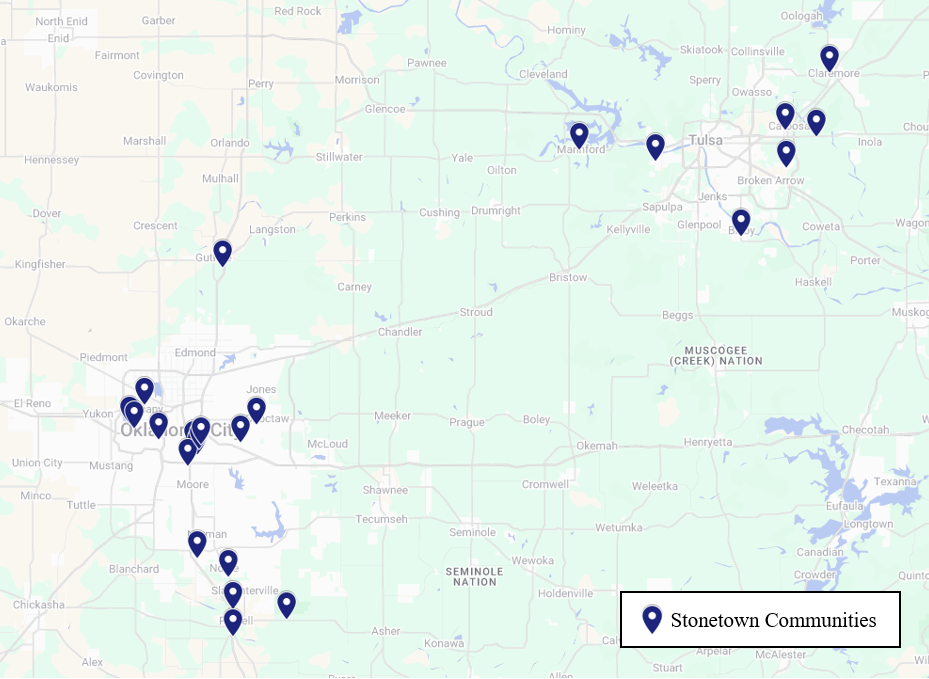 Red Rock
Oologah
North Enid
Garber
Enid
Hominy
Skiatook
Collinsville
Fairmont
Pawnee
Covington
Cleveland
Claremore
Waukomis
Perry
Morrison
Sperry
Owasso
Glencoe
Marshall
Orlando
Tulsa
Inola
Hennessey
Stillwater
Yale
Oilton
Mulhall
Broken Arrow
Jenks
Dover
Perkins
Cushing
Drumright
Sapulpa
Crescent
Langston
Kellyville
Glenpool
Coweta
Kingfisher
Porter
Carney
Bristow
Haskell
Stroud
Beggs
Okarche
Chandler
Edmond
Piedmont
MUSCOGEE
(CREEK) NATION
Jones
El Reno
Yukon
Meeker
Prague
Boley
Checotah
McLoud
Okemah
Henryetta
Union City
Mustang
Moore
Shawnee
Cromwell
Weleetka
Texanna
Minco
Tuttle
Tecumseh
Eufaula
Seminole
Wetumka
Longtown
Blanchard
Wewoka
Canadian
SEMINOLE
NATION
Crowder
Chickasha
Holdenville
Stonetown Communities
Asher
Konawa
Alex
Stuart
McAlester